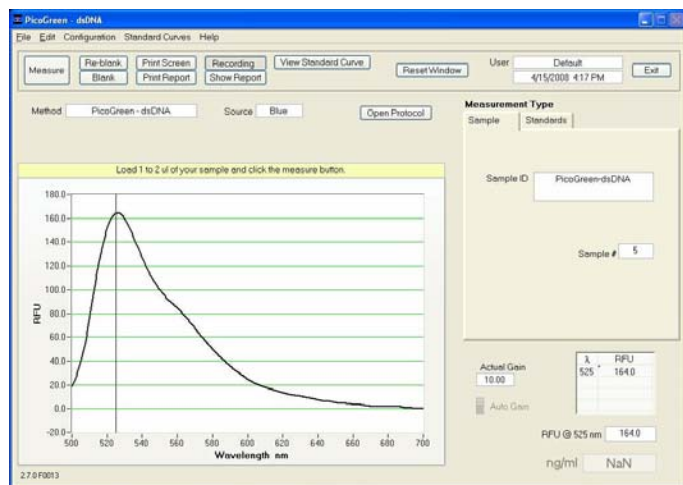 PicoGreen - dsDNA
File Edit Configuration Standard Curves Help
Measure
Re-blank
Blank
Print Screen
Print Report
Recording
Show Report
View Standard Curve
Reset Window
User Default
4/15/2008 4:17 PM
Exit
Method PicoGreen - dsDNA
Source Blue
Open Protocol
Measurement Type
Sample Standards
Sample ID PicoGreen-dsDNA
Sample # 5
Load 1 to 2 ul of your sample and click the measure button.
RFU
180.0
160.0
140.0
120.0
100.0
80.0
60.0
40.0
20.0
0.0
-20.0
500 520 540 560 580 600 620 640 660 680 700
Wavelength nm
Actual Gain
10.00
Auto Gain
λ RFU
525 * 164.0
RFU @ 525 nm 164.0
ng/ml NaN
2.7.0 F0013